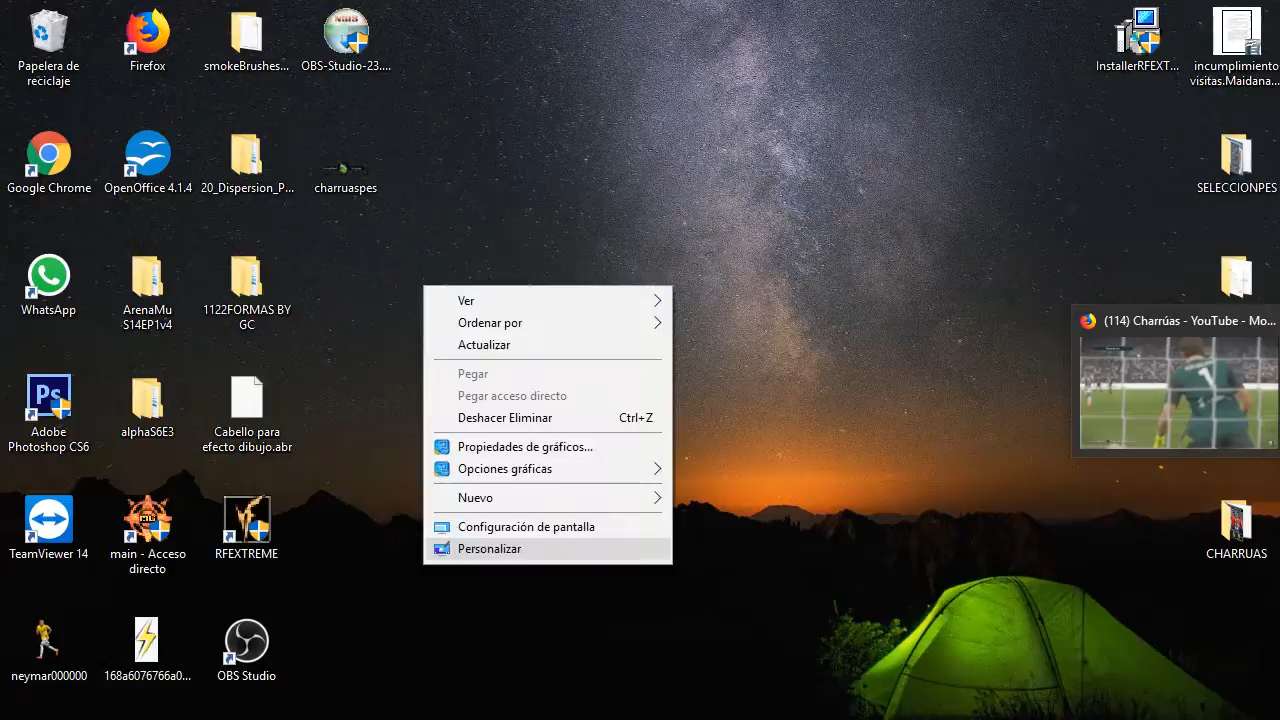 Papelera de
reciclaje
Firefox
smokeBrushes...
OBS-Studio-23....
InstallerRFEXT...
incumplimiento
visitas.Maidana...
Google Chrome
OpenOffice 4.1.4
20_Dispersion_P...
charruaspes
SELECCIONPES
WhatsApp
ArenaMu
S14EP1v4
1122FORMAS BY
GC
Ver
Ordenar por
Actualizar
Pegar
Pegar acceso directo
Deshacer Eliminar Ctrl+Z
Propiedades de gráficos...
Opciones gráficas
Nuevo
Configuración de pantalla
Personalizar
(114) Charrúas - YouTube - Mo...
Ps
Adobe
Photoshop CS6
alphaS6E3
Cabello para
efecto dibujo.abr
TeamViewer 14
main - Acceso
directo
RFEXTREME
CHARRUAS
neymar000000
168a6076766a0...
OBS Studio